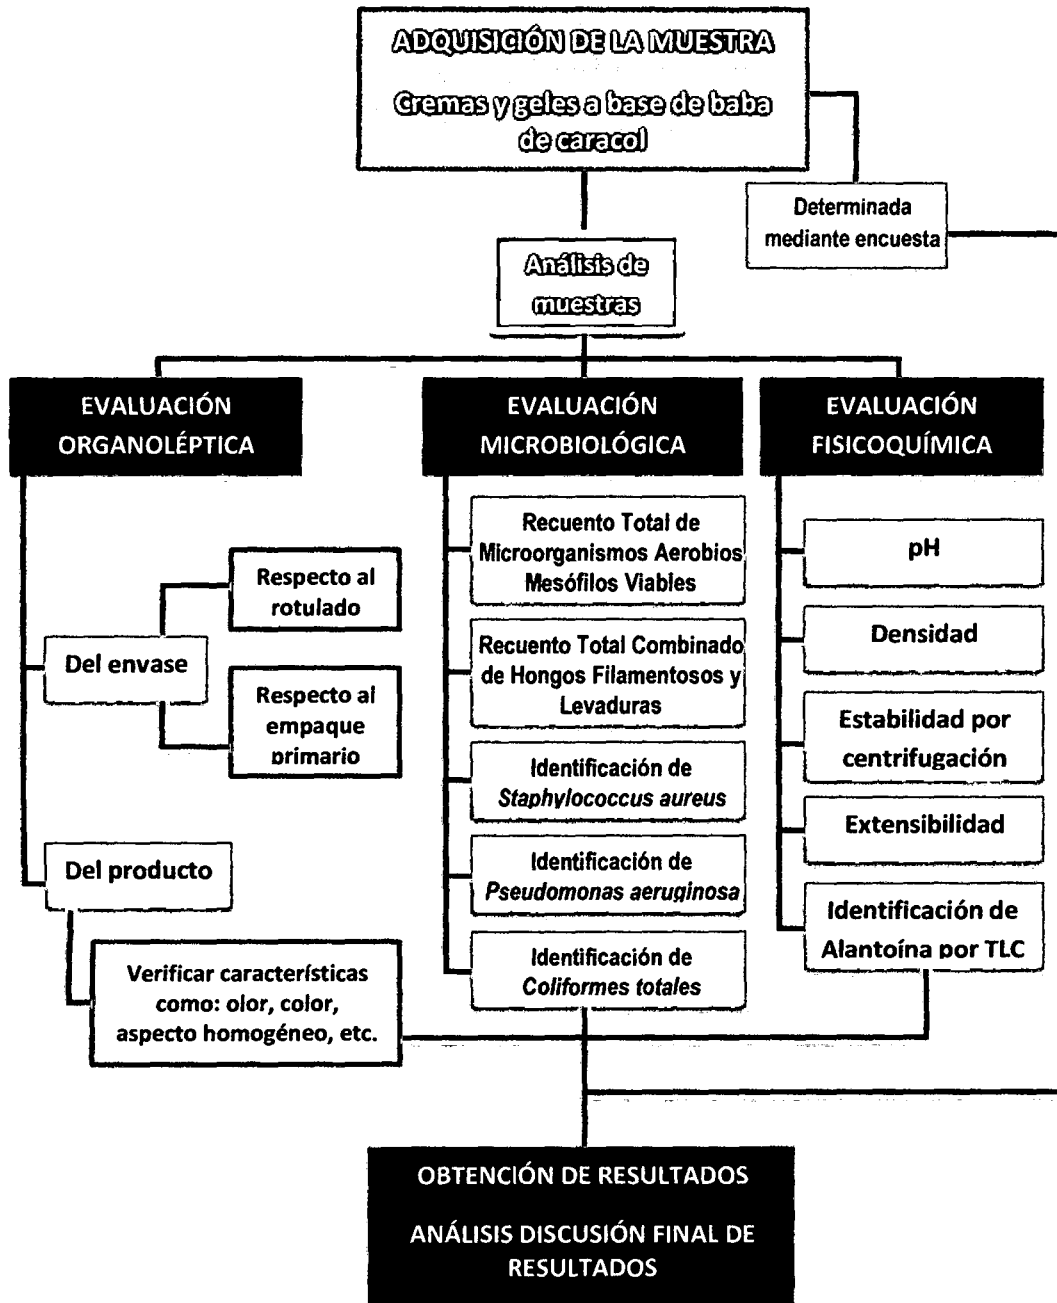 ADQUISICIÓN DE LA MUESTRA
Cremas y geles a base de baba
de caracol
Determinada
mediante encuesta
Análisis de
muestras
EVALUACIÓN
ORGANOLÉPTICA
Del envase
Respecto al
rotulado
Respecto al
empaque
primario
Del producto
Verificar características
como: olor, color,
aspecto homogéneo, etc.
EVALUACIÓN
MICROBIOLÓGICA
Recuento Total de
Microorganismos Aerobios
Mesófilos Viables
Recuento Total Combinado
de Hongos Filamentosos y
Levaduras
Identificación de
Staphylococcus aureus
Identificación de
Pseudomonas aeruginosa
Identificación de
Coliformes totales
EVALUACIÓN
FISICOQUÍMICA
pH
Densidad
Estabilidad por
centrifugación
Extensibilidad
Identificación de
Alantoína por TLC
OBTENCIÓN DE RESULTADOS
ANÁLISIS DISCUSIÓN FINAL DE
RESULTADOS